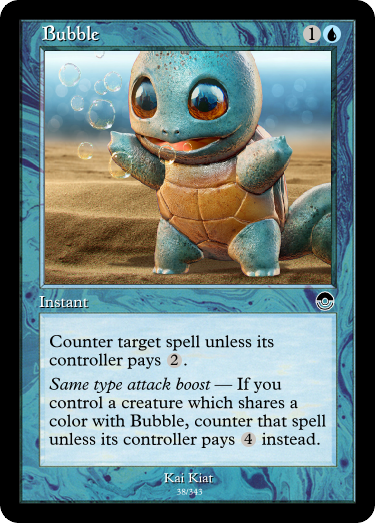 Bubble 1
Instant
Counter target spell unless its
controller pays 2.
Same type attack boost — If you
control a creature which shares a
color with Bubble, counter that spell
unless its controller pays 4 instead.
Kai Kiat
38/343